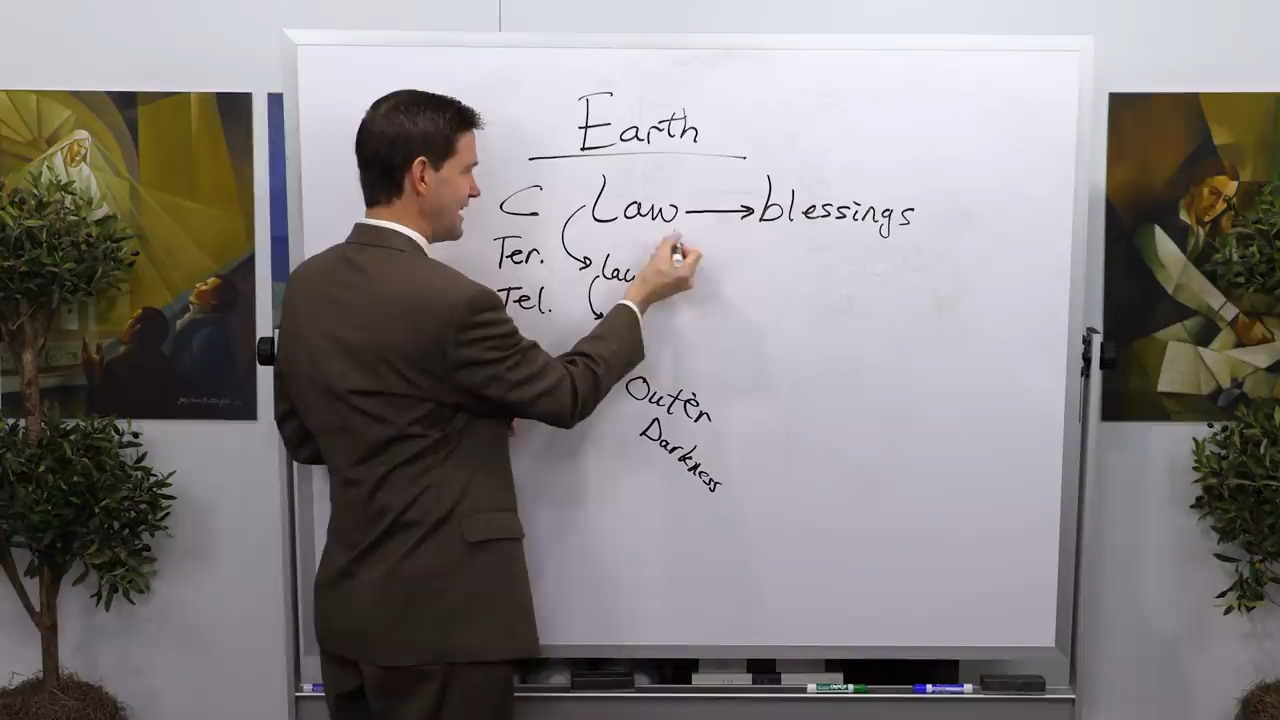 Earth
C Law → blessings
Ter.
Tel.
Outer
Darkness